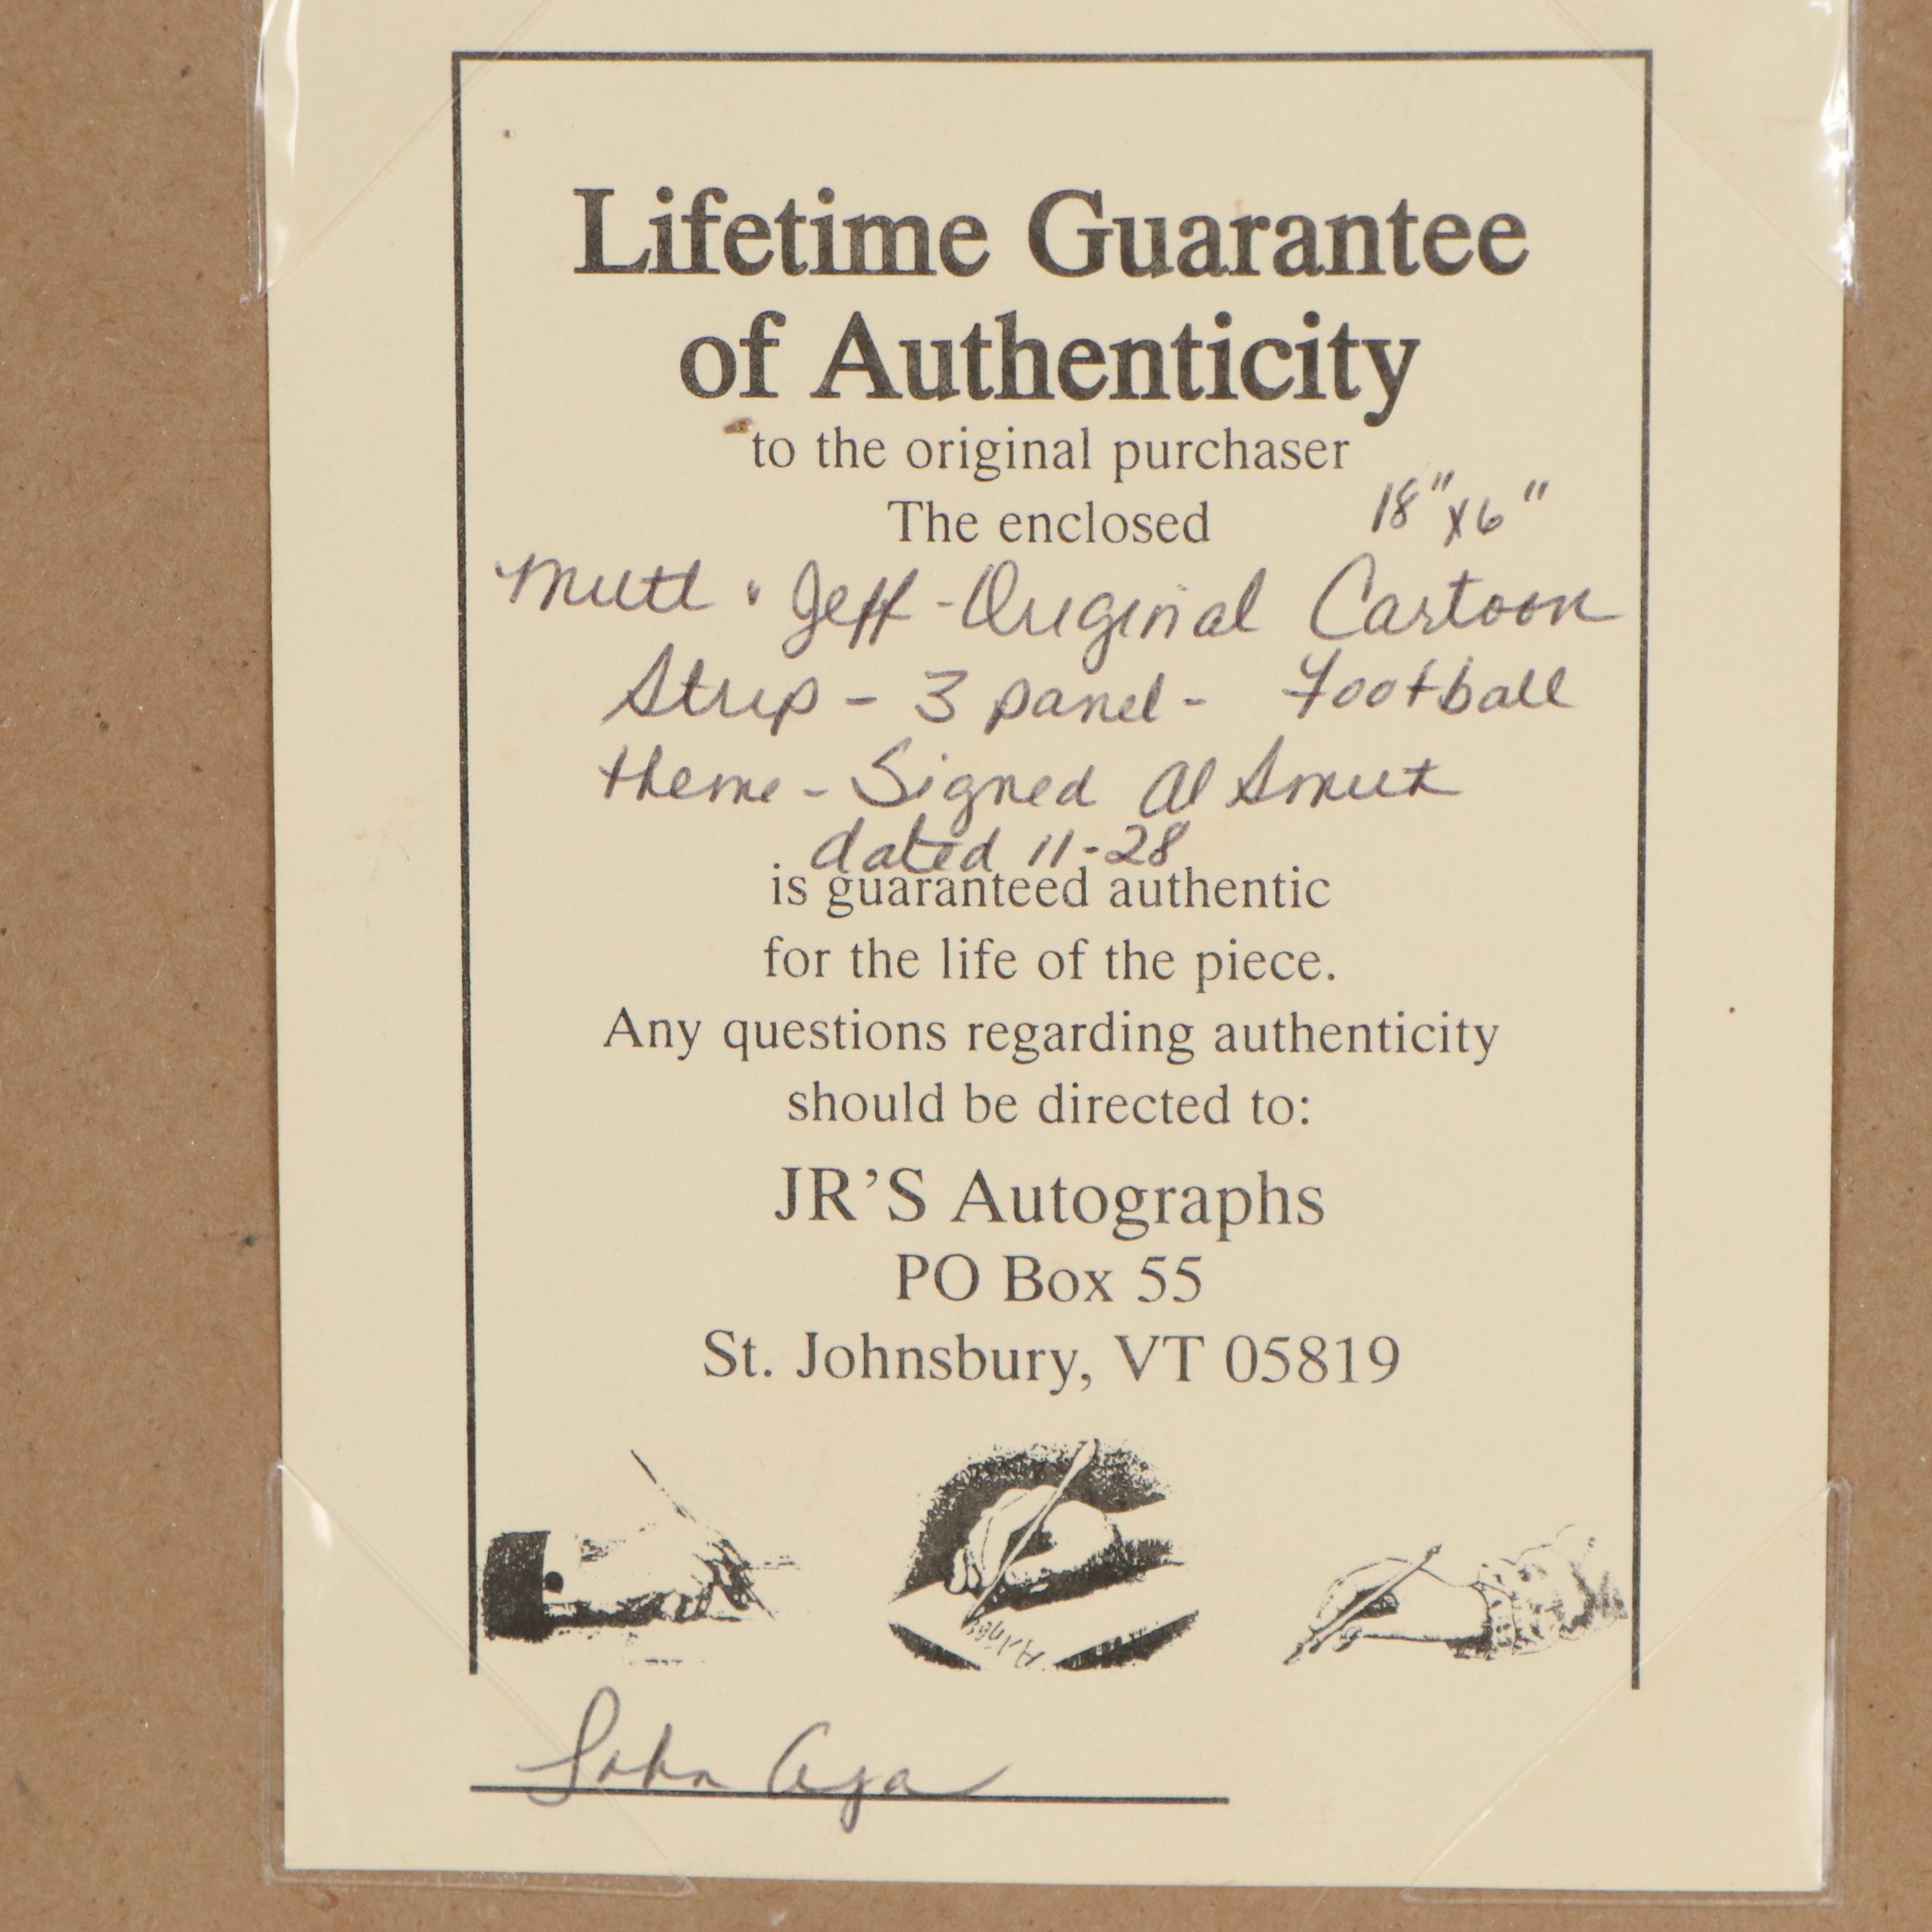 Lifetime Guarantee
of Authenticity
to the original purchaser
The enclosed 18" x 6"
Mutt & Jeff - Original Cartoon
Strip - 3 panel - Football
theme - Signed Al Smith
dated 11-28
is guaranteed authentic
for the life of the piece.
Any questions regarding authenticity
should be directed to:
JR'S Autographs
PO Box 55
St. Johnsbury, VT 05819
John